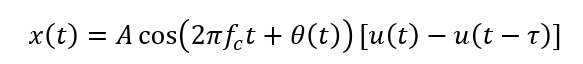 x(t) = A cos(2πf_c t + θ(t)) [u(t) − u(t − τ)]